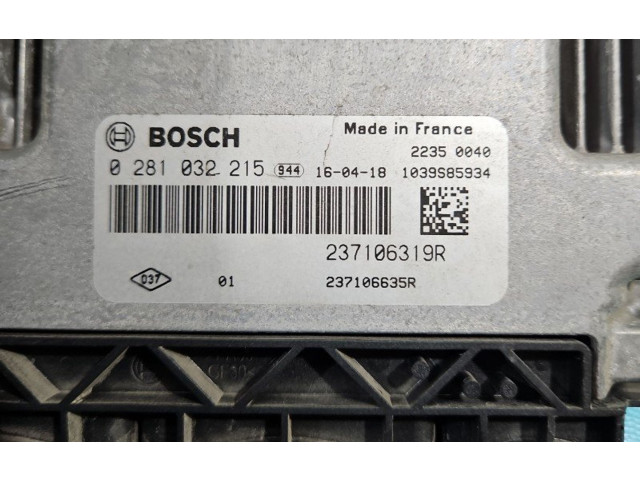 BOSCH
Made in France
2235 0040
0 281 032 215 944 16-04-18 1039S85934
237106319R
037 01 237106635R